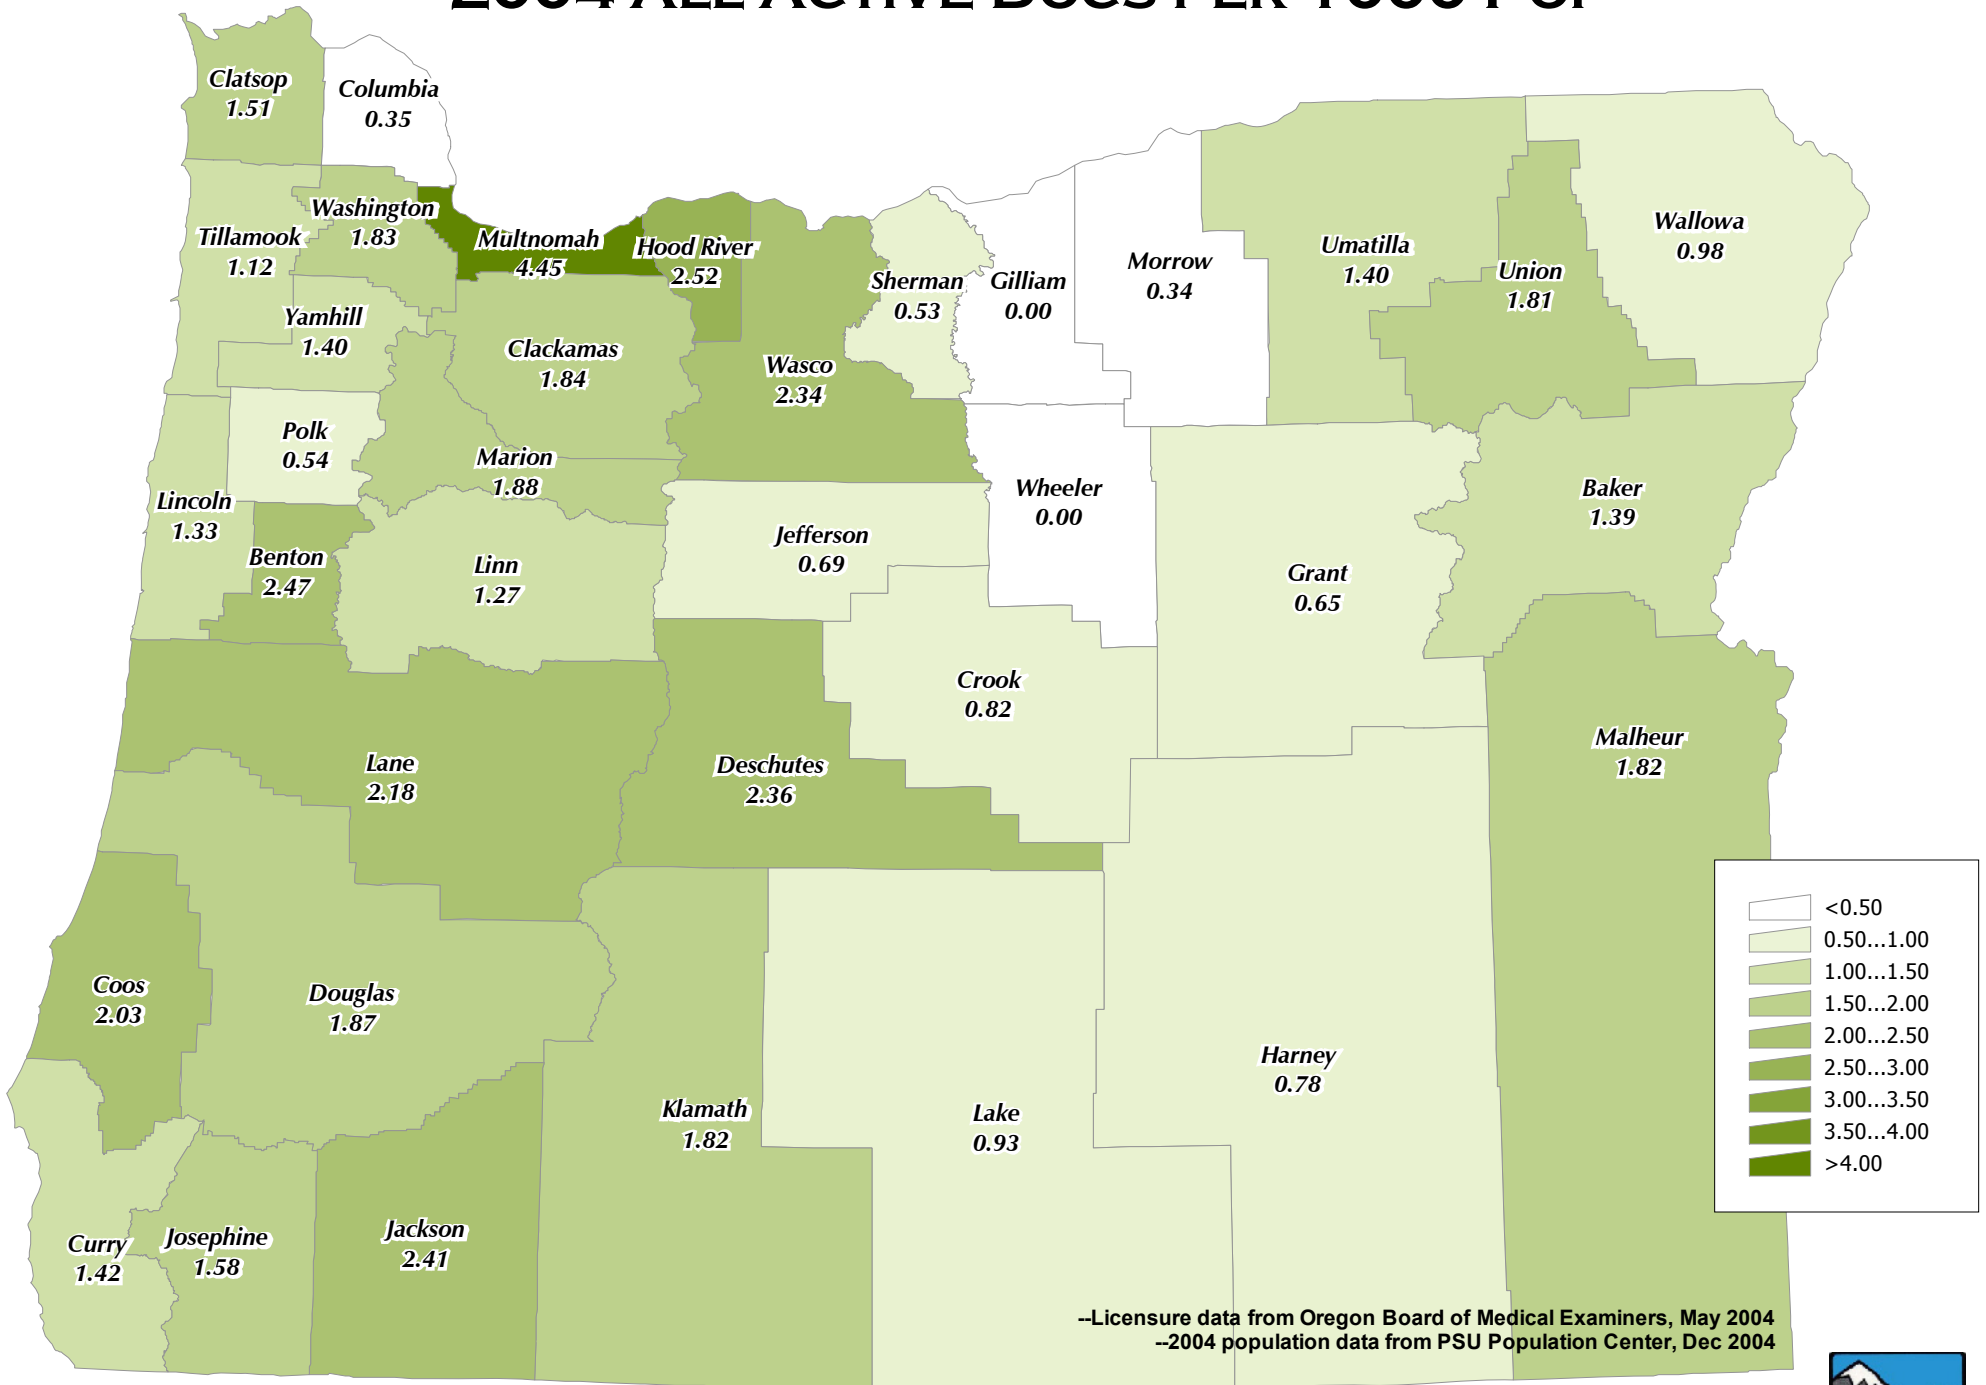 2004 ALL ACTIVE DOCS PER 1000 POP
Clatsop
1.51
Columbia
0.35
Tillamook
1.12
Washington
1.83
Multnomah
4.45
Hood River
2.52
Yamhill
1.40
Clackamas
1.84
Wasco
2.34
Sherman
0.53
Gilliam
0.00
Morrow
0.34
Umatilla
1.40
Union
1.81
Wallowa
0.98
Polk
0.54
Marion
1.88
Lincoln
1.33
Benton
2.47
Linn
1.27
Jefferson
0.69
Wheeler
0.00
Grant
0.65
Baker
1.39
Crook
0.82
Lane
2.18
Deschutes
2.36
Malheur
1.82
Coos
2.03
Douglas
1.87
Klamath
1.82
Lake
0.93
Harney
0.78
Curry
1.42
Josephine
1.58
Jackson
2.41
<0.50
0.50...1.00
1.00...1.50
1.50...2.00
2.00...2.50
2.50...3.00
3.00...3.50
3.50...4.00
>4.00
--Licensure data from Oregon Board of Medical Examiners, May 2004
--2004 population data from PSU Population Center, Dec 2004